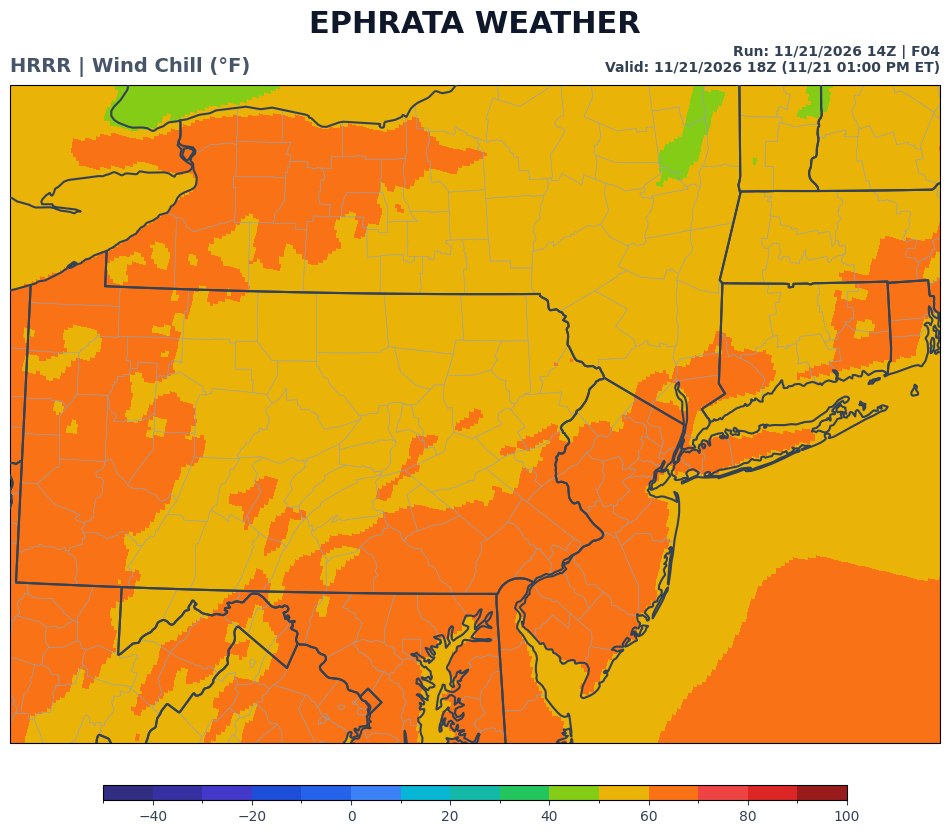 EPHRATA WEATHER
HRRR | Wind Chill (°F)
Run: 11/21/2026 14Z | F04
Valid: 11/21/2026 18Z (11/21 01:00 PM ET)
−40 −20 0 20 40 60 80 100